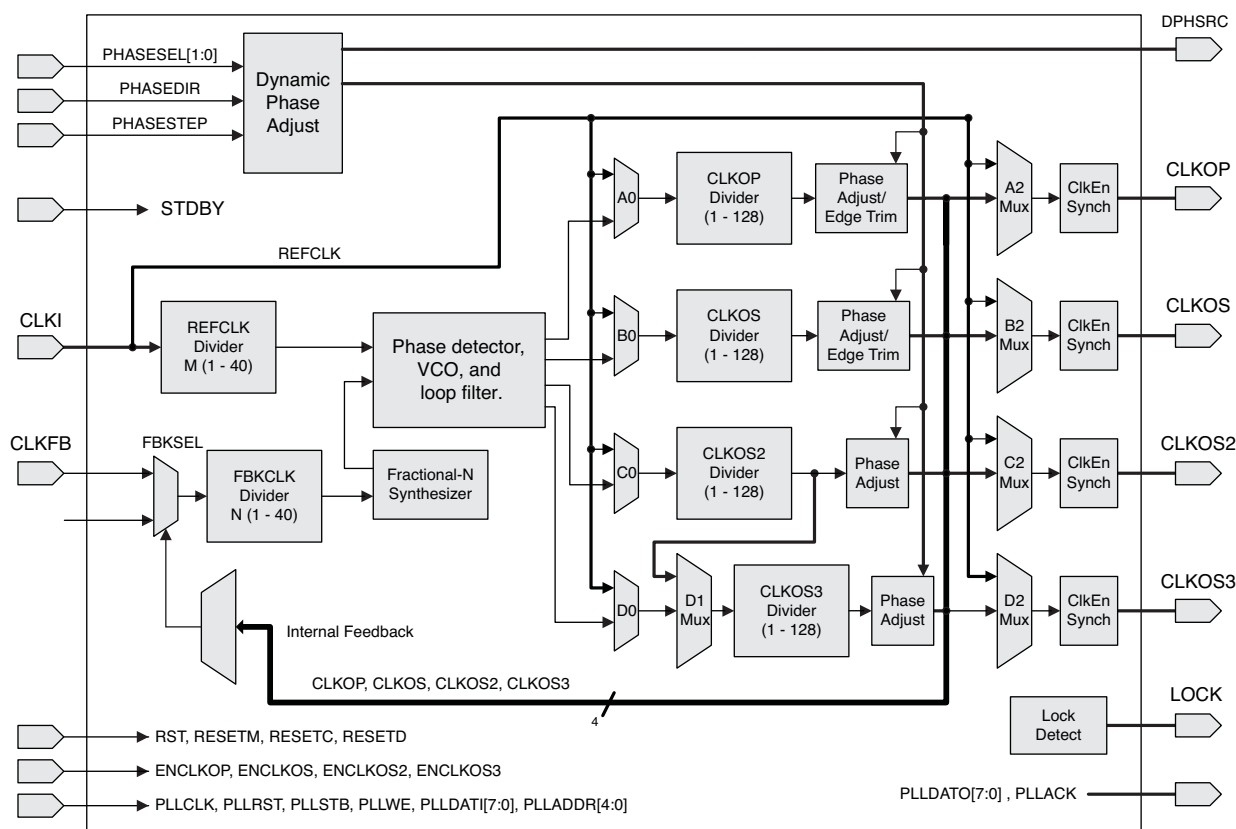 DPHSRC
PHASESEL[1:0]
PHASEDIR
PHASESTEP
Dynamic
Phase
Adjust
STDBY
REFCLK
CLKI
REFCLK
Divider
M (1 - 40)
Phase detector,
VCO, and
loop filter.
CLKFB
FBKSEL
FBKCLK
Divider
N (1 - 40)
Fractional-N
Synthesizer
A0
CLKOP
Divider
(1 - 128)
Phase
Adjust/
Edge Trim
A2
Mux
ClkEn
Synch
CLKOP
B0
CLKOS
Divider
(1 - 128)
Phase
Adjust/
Edge Trim
B2
Mux
ClkEn
Synch
CLKOS
C0
CLKOS2
Divider
(1 - 128)
Phase
Adjust
C2
Mux
ClkEn
Synch
CLKOS2
D0
D1
Mux
CLKOS3
Divider
(1 - 128)
Phase
Adjust
D2
Mux
ClkEn
Synch
CLKOS3
Internal Feedback
CLKOP, CLKOS, CLKOS2, CLKOS3
4
Lock
Detect
LOCK
RST, RESETM, RESETC, RESETD
ENCLKOP, ENCLKOS, ENCLKOS2, ENCLKOS3
PLLCLK, PLLRST, PLLSTB, PLLWE, PLLDATI[7:0], PLLADDR[4:0]
PLLDATO[7:0] , PLLACK